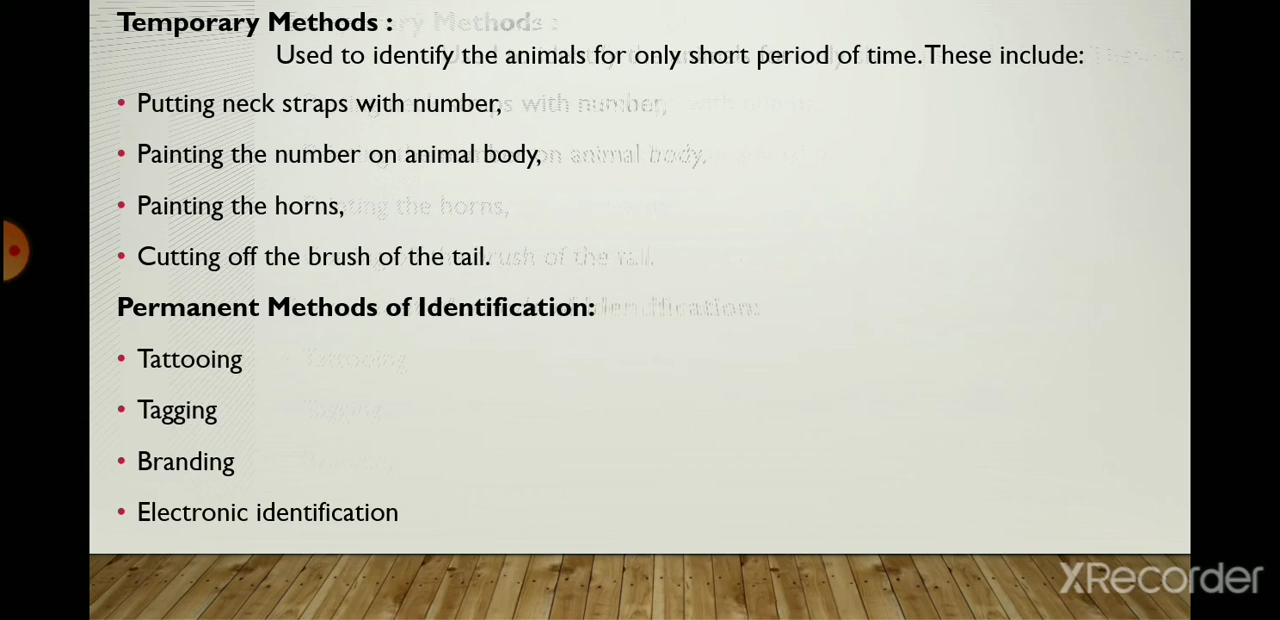 Temporary Methods :
Used to identify the animals for only short period of time. These include:
• Putting neck straps with number,
• Painting the number on animal body,
• Painting the horns,
• Cutting off the brush of the tail.
Permanent Methods of Identification:
• Tattooing
• Tagging
• Branding
• Electronic identification
XRecorder